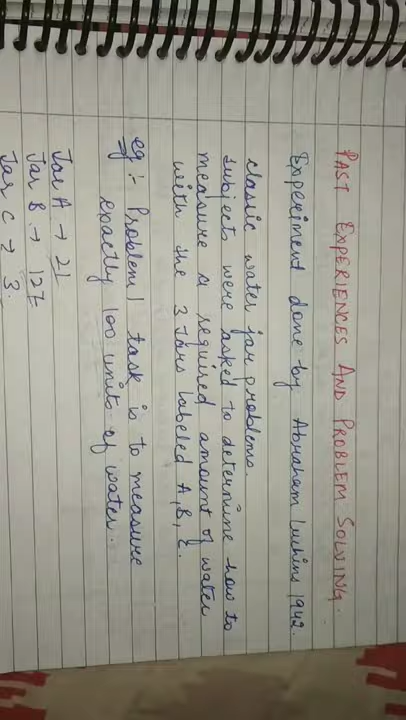 PAST EXPERIENCES AND PROBLEM SOLVING.
Experiment done by Abraham Luchins 1942.
classic water jar problems.
subjects were asked to determine how to
measure a required amount of water
with the 3 Jars labeled A, B, C.
eg :- Problem 1 task is to measure
exactly 100 units of water.
Jar A → 21
Jar B → 127
Jar C → 3.